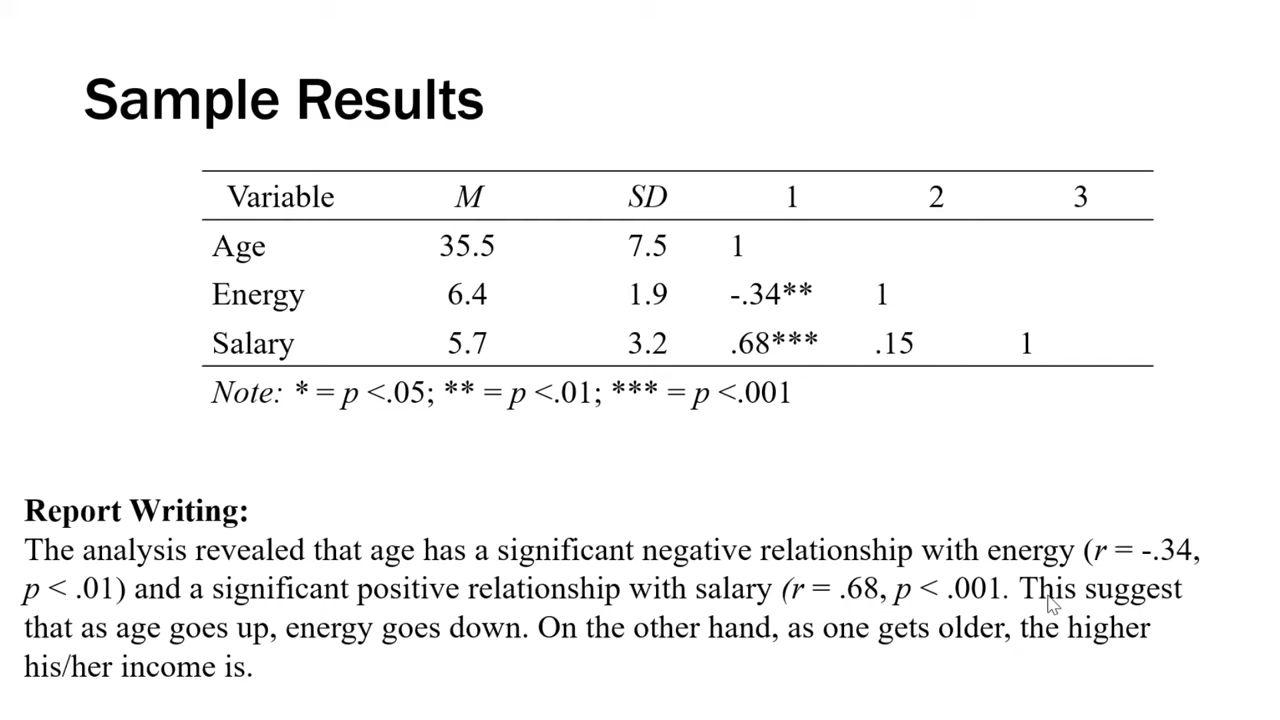 Sample Results
Variable M SD 1 2 3
Age 35.5 7.5 1
Energy 6.4 1.9 -.34** 1
Salary 5.7 3.2 .68*** .15 1
Note: * = p <.05; ** = p <.01; *** = p <.001
Report Writing:
The analysis revealed that age has a significant negative relationship with energy (r = -.34,
p < .01) and a significant positive relationship with salary (r = .68, p < .001. This suggest
that as age goes up, energy goes down. On the other hand, as one gets older, the higher
his/her income is.